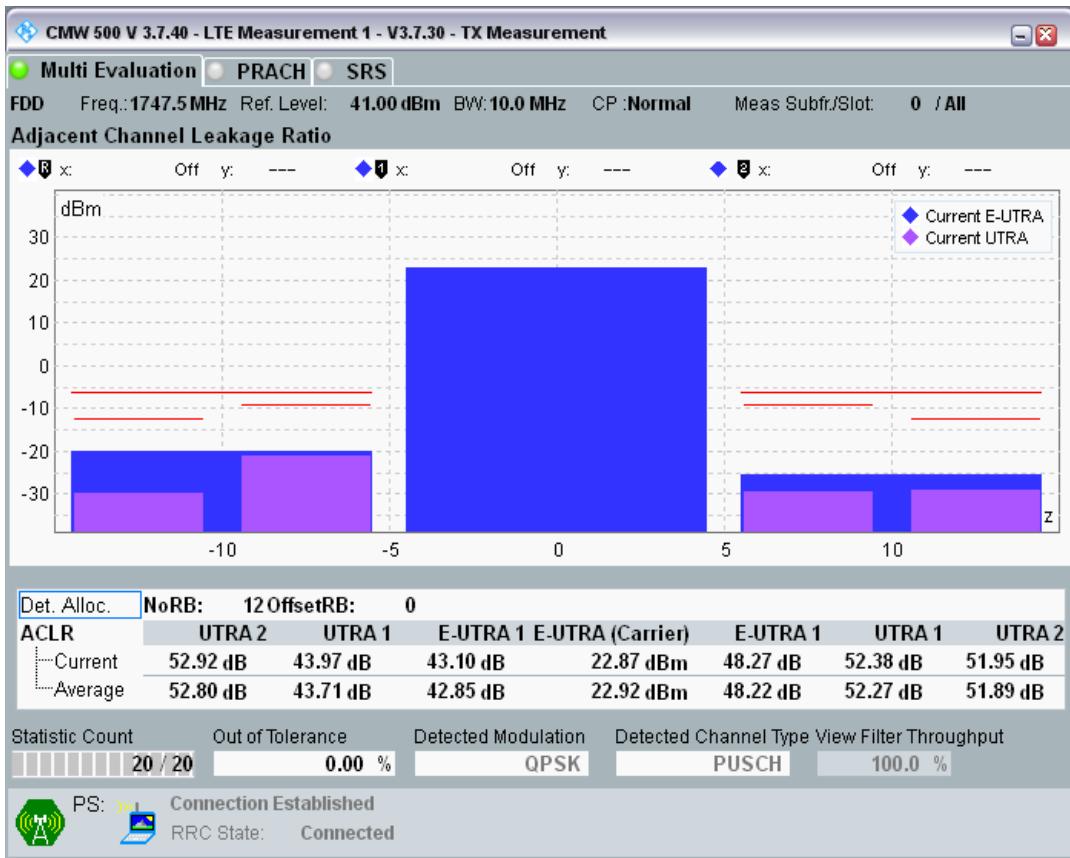 CMW 500 V 3.7.40 - LTE Measurement 1 - V3.7.30 - TX Measurement
Multi Evaluation PRACH SRS
FDD Freq.: 1747.5 MHz Ref. Level: 41.00 dBm BW: 10.0 MHz CP : Normal Meas Subfr./Slot: 0 / All
Adjacent Channel Leakage Ratio
R x: Off y: --- 1 x: Off y: --- 2 x: Off y: ---
dBm
Current E-UTRA
Current UTRA
30
20
10
0
-10
-20
-30
z
-10 -5 0 5 10
Det. Alloc. NoRB: 12 OffsetRB: 0
ACLR UTRA 2 UTRA 1 E-UTRA 1 E-UTRA (Carrier) E-UTRA 1 UTRA 1 UTRA 2
Current 52.92 dB 43.97 dB 43.10 dB 22.87 dBm 48.27 dB 52.38 dB 51.95 dB
Average 52.80 dB 43.71 dB 42.85 dB 22.92 dBm 48.22 dB 52.27 dB 51.89 dB
Statistic Count Out of Tolerance Detected Modulation Detected Channel Type View Filter Throughput
20 / 20 0.00 % QPSK PUSCH 100.0 %
PS: Connection Established
RRC State: Connected